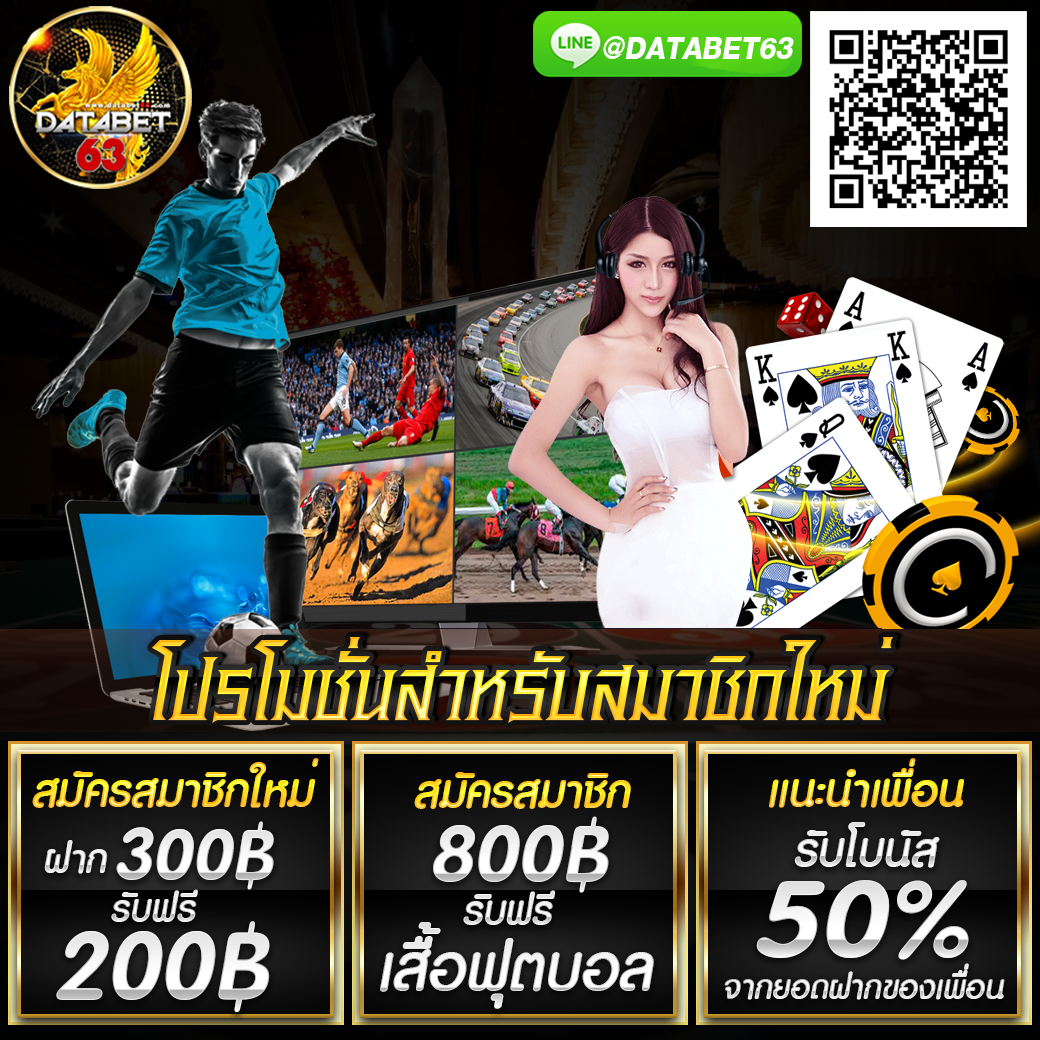 www.databet63.com
DATABET
63
LINE @DATABET63
A
K
K
A
Q
7
โปรโมชั่นสำหรับสมาชิกใหม่
สมัครสมาชิกใหม่
ฝาก 300฿
รับฟรี
200฿
สมัครสมาชิก
800฿
รับฟรี
เสื้อฟุตบอล
แนะนำเพื่อน
รับโบนัส
50%
จากยอดฝากของเพื่อน